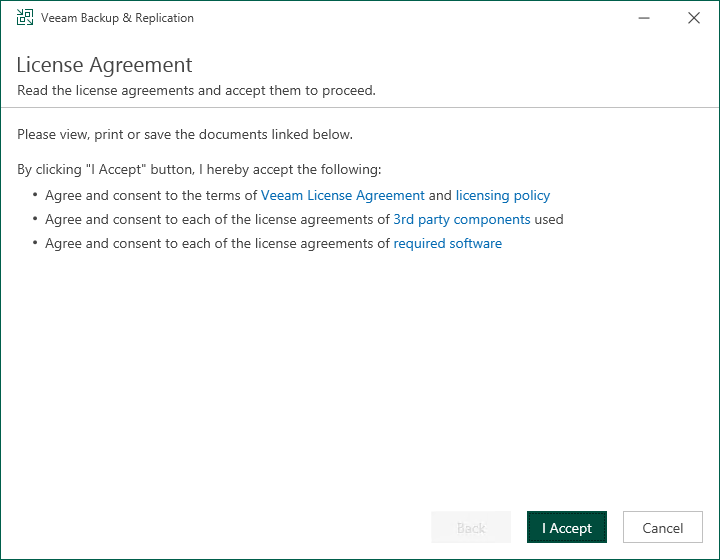 Veeam Backup & Replication
License Agreement
Read the license agreements and accept them to proceed.
Please view, print or save the documents linked below.
By clicking "I Accept" button, I hereby accept the following:
• Agree and consent to the terms of Veeam License Agreement and licensing policy
• Agree and consent to each of the license agreements of 3rd party components used
• Agree and consent to each of the license agreements of required software
Back I Accept Cancel